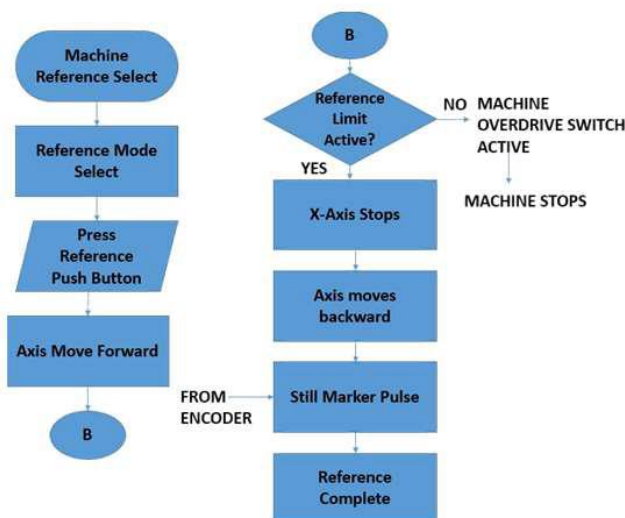 Machine
Reference Select
Reference Mode
Select
Press
Reference
Push Button
Axis Move Forward
B
B
Reference
Limit
Active?
NO
MACHINE
OVERDRIVE SWITCH
ACTIVE
MACHINE STOPS
YES
X-Axis Stops
Axis moves
backward
FROM
ENCODER
Still Marker Pulse
Reference
Complete